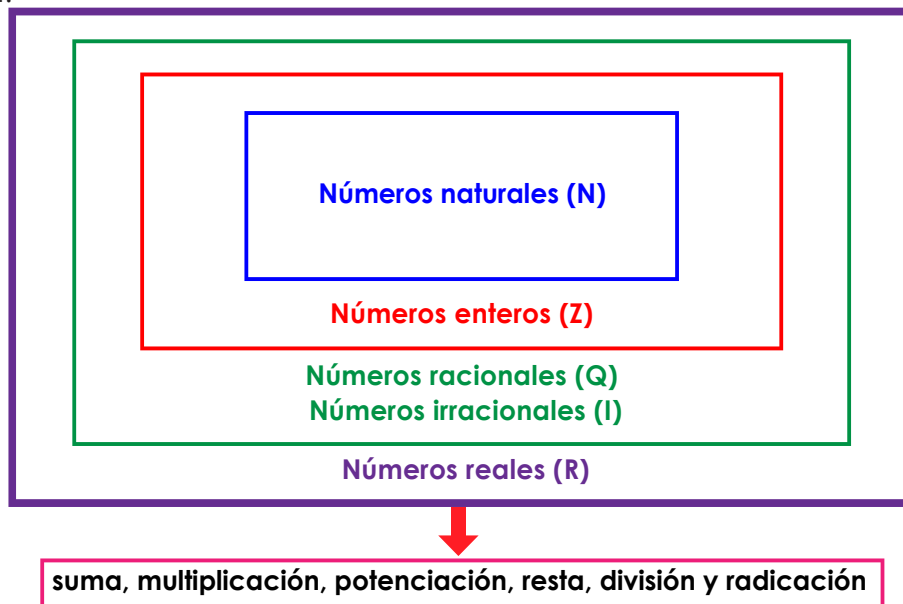 Números naturales (N)
Números enteros (Z)
Números racionales (Q)
Números irracionales (I)
Números reales (R)
suma, multiplicación, potenciación, resta, división y radicación